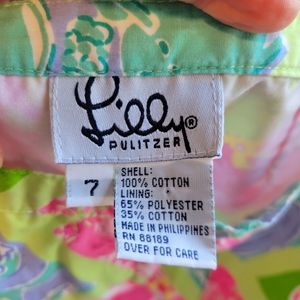 Lilly®
PULITZER
7
SHELL:
100% COTTON
LINING:
65% POLYESTER
35% COTTON
MADE IN PHILIPPINES
RN 88189
OVER FOR CARE